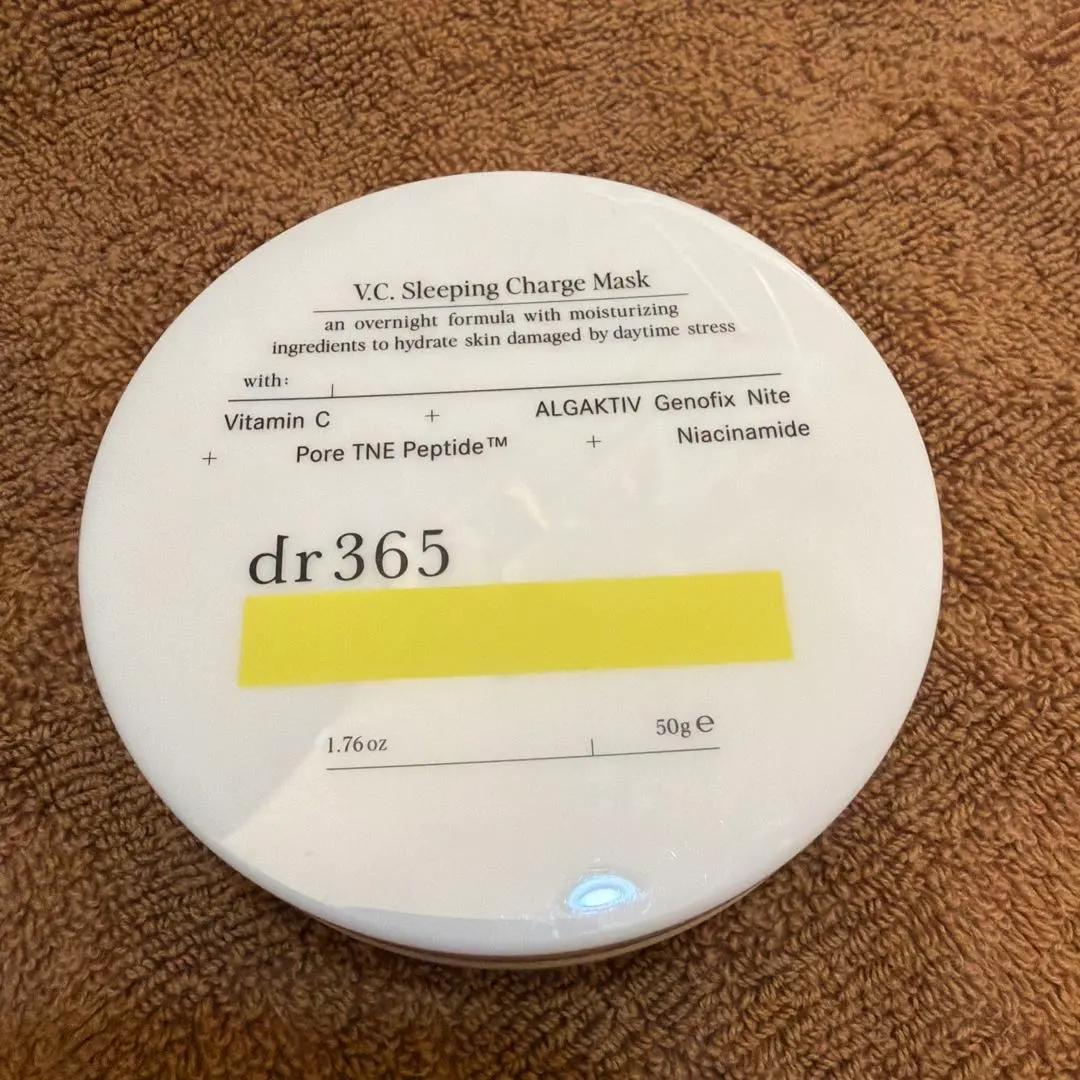 V.C. Sleeping Charge Mask
an overnight formula with moisturizing
ingredients to hydrate skin damaged by daytime stress
with:
Vitamin C + ALGAKTIV Genofix Nite
+ Pore TNE Peptide™ + Niacinamide
dr365
1.76 oz 50g ℮